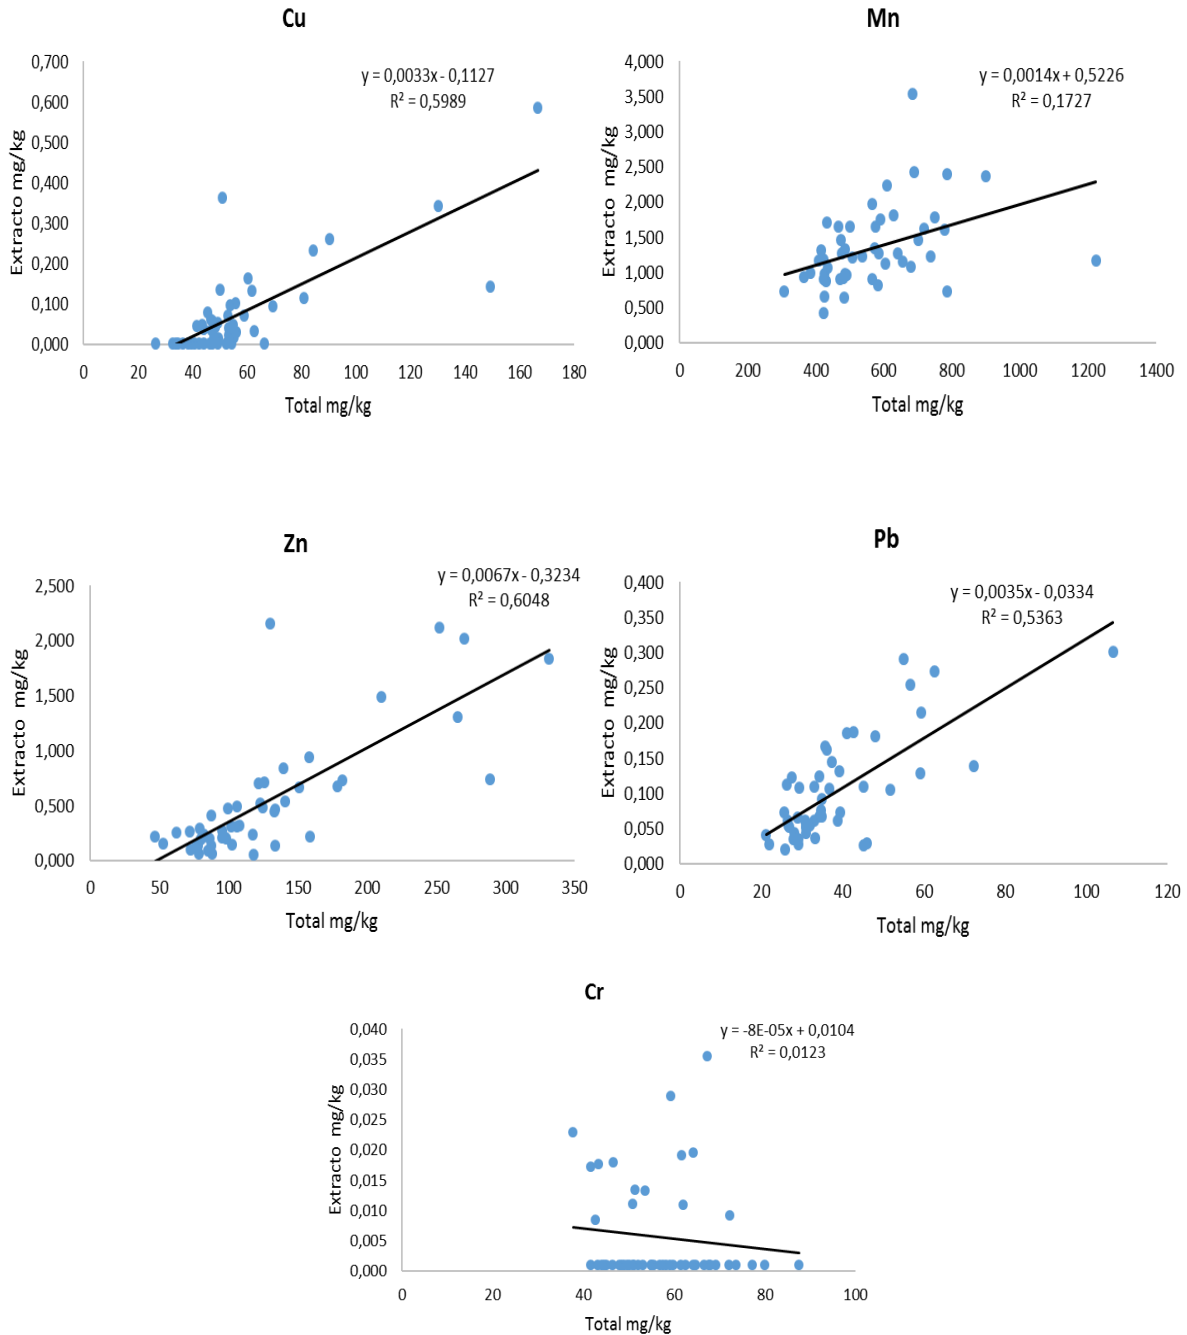 Cu
y = 0,0033x - 0,1127
R² = 0,5989
Extracto mg/kg
0,700
0,600
0,500
0,400
0,300
0,200
0,100
0,000
0 20 40 60 80 100 120 140 160 180
Total mg/kg
Mn
y = 0,0014x + 0,5226
R² = 0,1727
Extracto mg/kg
4,000
3,500
3,000
2,500
2,000
1,500
1,000
0,500
0,000
0 200 400 600 800 1000 1200 1400
Total mg/kg
Zn
y = 0,0067x - 0,3234
R² = 0,6048
Extracto mg/kg
2,500
2,000
1,500
1,000
0,500
0,000
0 50 100 150 200 250 300 350
Total mg/kg
Pb
y = 0,0035x - 0,0334
R² = 0,5363
Extracto mg/kg
0,400
0,350
0,300
0,250
0,200
0,150
0,100
0,050
0,000
0 20 40 60 80 100 120
Total mg/kg
Cr
y = -8E-05x + 0,0104
R² = 0,0123
Extracto mg/kg
0,040
0,035
0,030
0,025
0,020
0,015
0,010
0,005
0,000
0 20 40 60 80 100
Total mg/kg